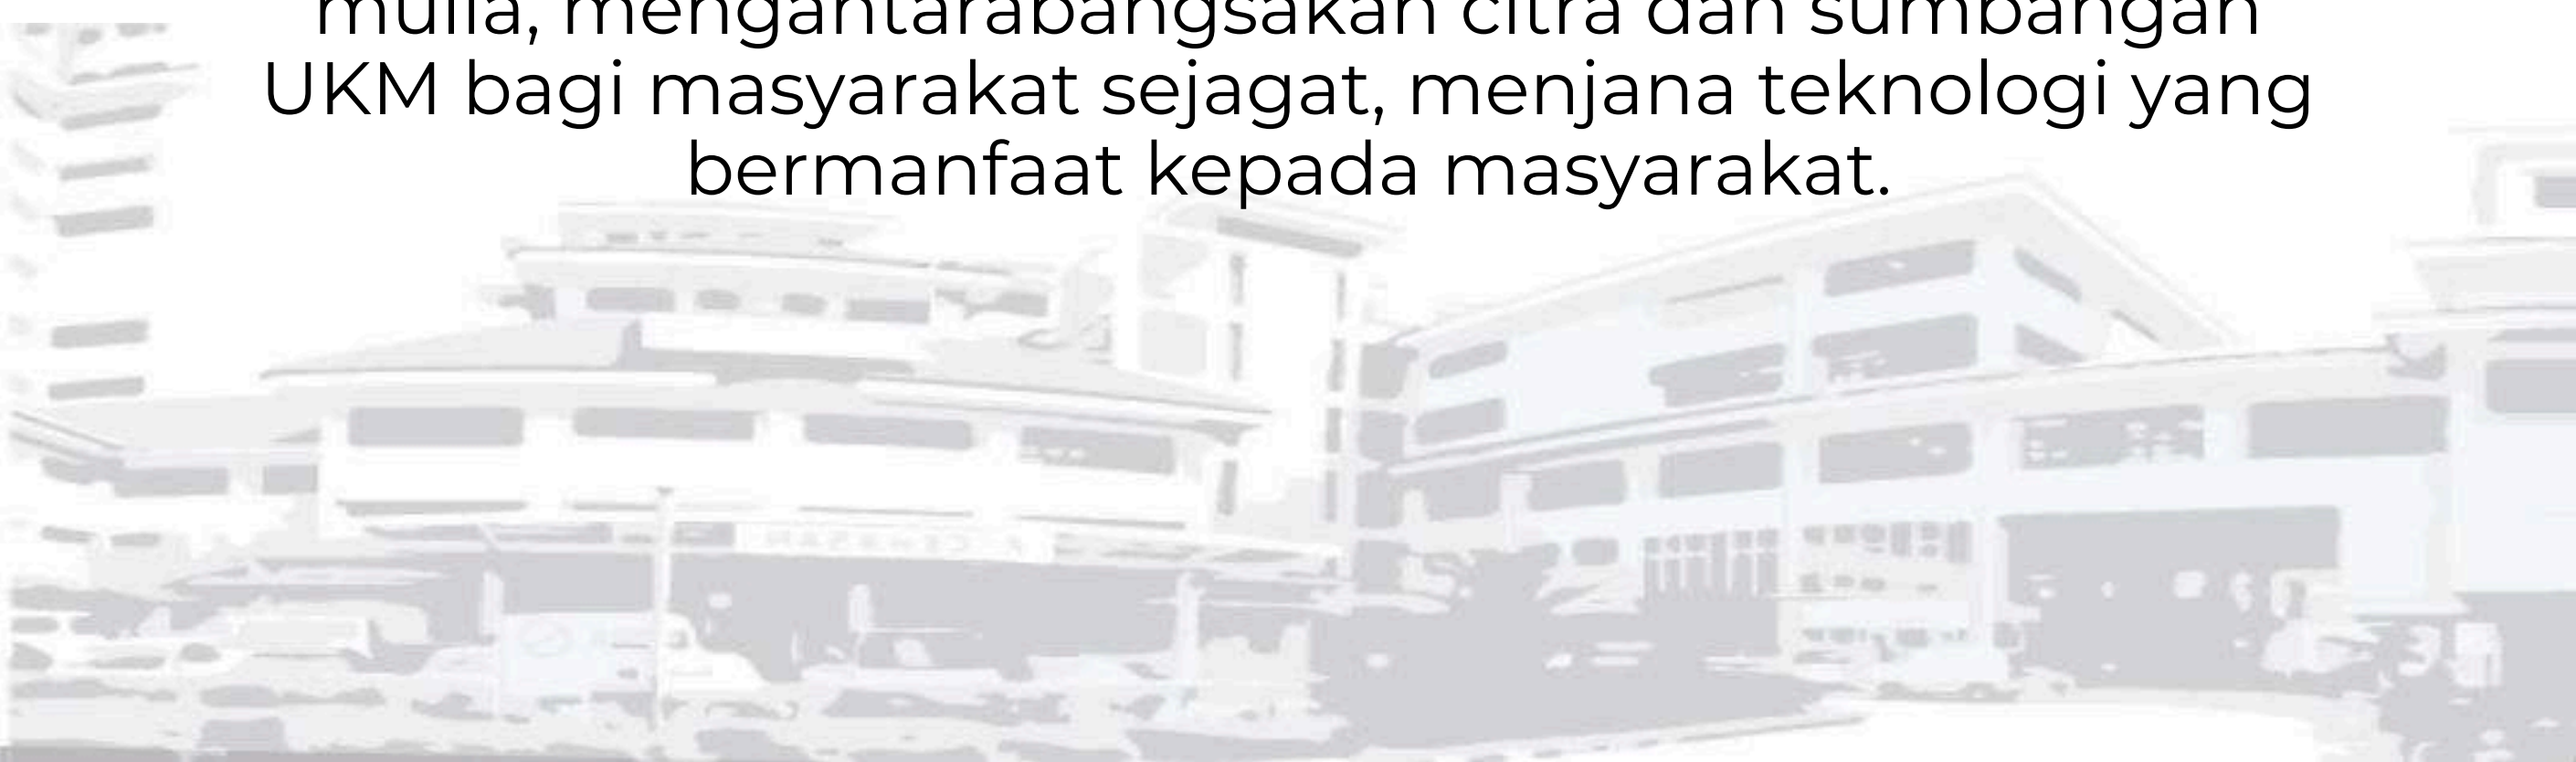 mulia, mengantarabangsakan citra dan sumbangan
UKM bagi masyarakat sejagat, menjana teknologi yang
bermanfaat kepada masyarakat.